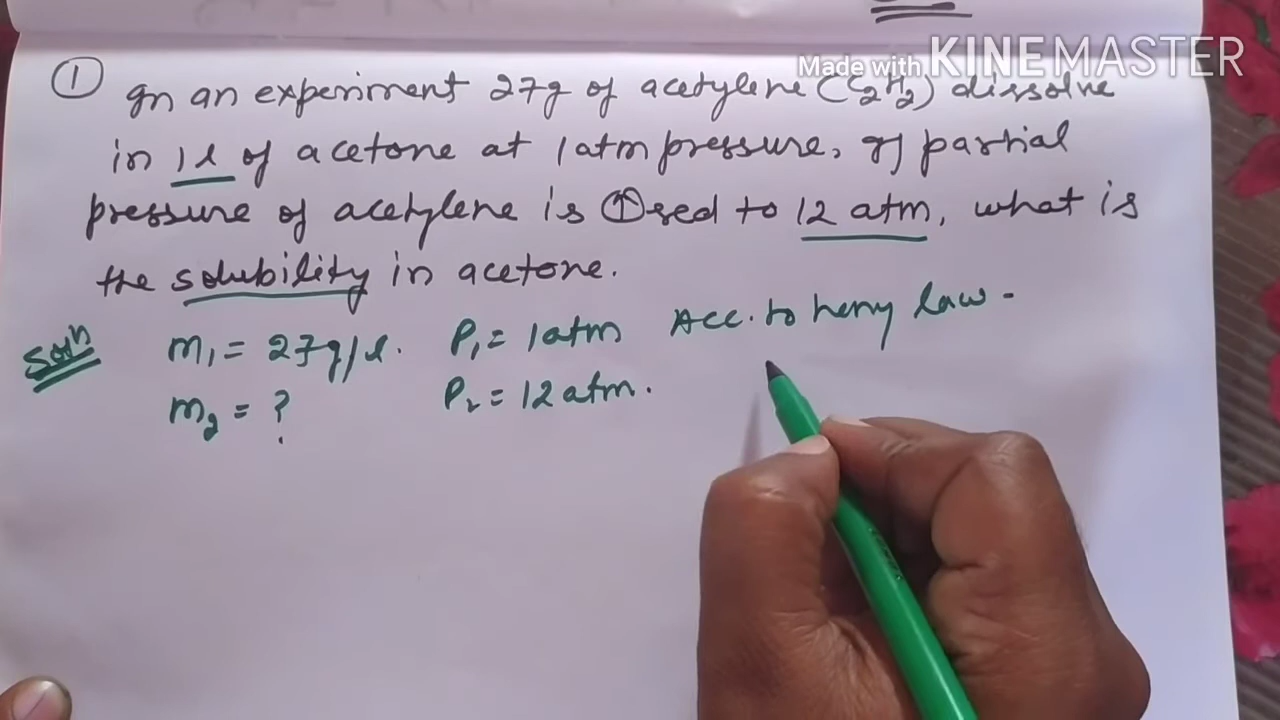 Made with KINEMASTER
① In an experiment 27g of acetylene (C₂H₂) dissolve
in 1l of acetone at 1atm pressure, If partial
pressure of acetylene is ↑sed to 12 atm, what is
the solubility in acetone.
Soln m₁ = 27g/l. P₁ = 1atm Acc. to henry law -
m₂ = ? P₂ = 12 atm.